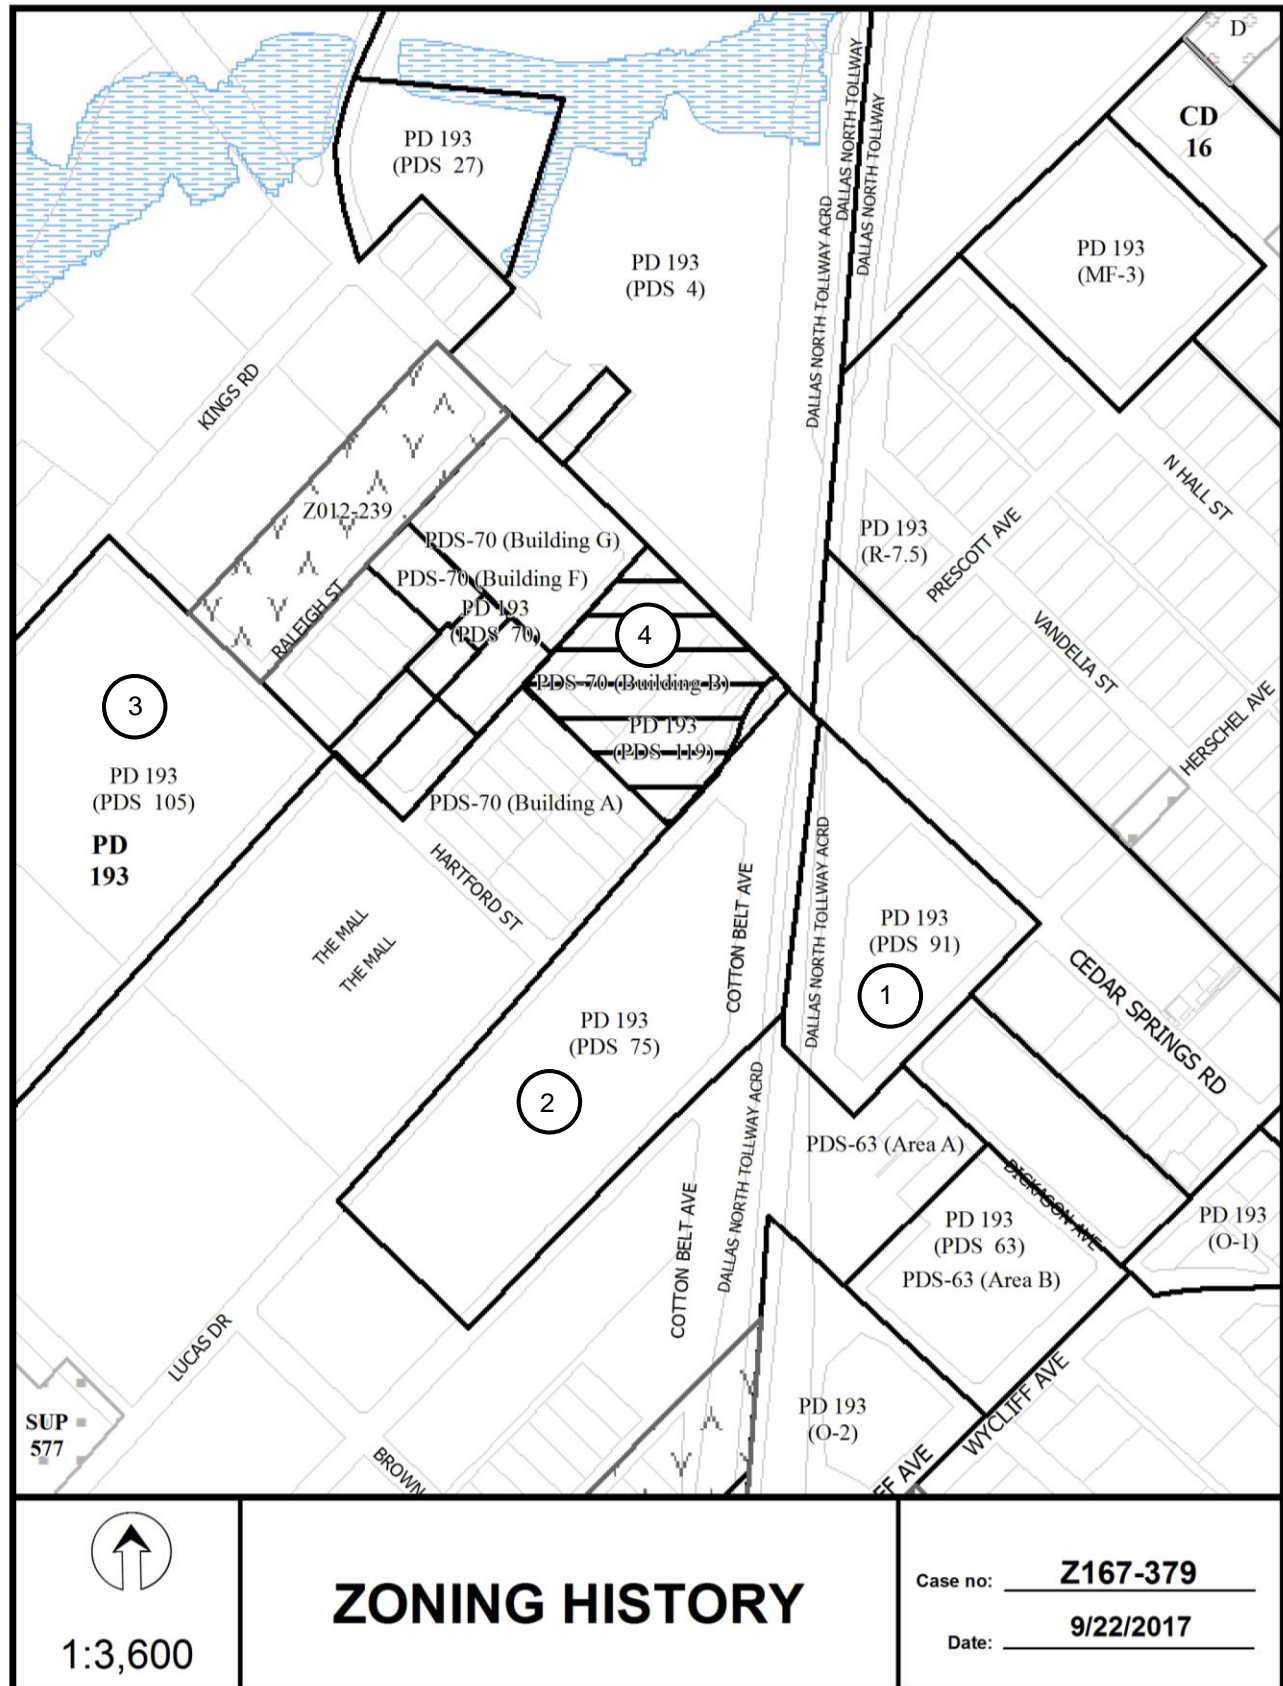 D
CD
16
PD 193
(PDS 27)
DALLAS NORTH TOLLWAY
DALLAS NORTH TOLLWAY
PD 193
(MF-3)
PD 193
(PDS 4)
DALLAS NORTH TOLLWAY ACRD
KINGS RD
N HALL ST
Z012-239
PD 193
(R-7.5)
PRESCOTT AVE
PDS-70 (Building G)
PDS-70 (Building F)
PD 193
(PDS 70)
RALEIGH ST
4
VANDELIA ST
PDS-70 (Building B)
3
PD 193
(PDS 119)
HERSCHEL AVE
PD 193
(PDS 105)
PDS-70 (Building A)
PD
193
HARTFORD ST
DALLAS NORTH TOLLWAY ACRD
COTTON BELT AVE
THE MALL
THE MALL
PD 193
(PDS 91)
1
CEDAR SPRINGS RD
PD 193
(PDS 75)
2
DALLAS NORTH TOLLWAY ACRD
PDS-63 (Area A)
DICKASON AVE
COTTON BELT AVE
PD 193
(PDS 63)
PD 193
(O-1)
PDS-63 (Area B)
LUCAS DR
WYCLIFF AVE
PD 193
(O-2)
SUP
577
BROWN
FF AVE
1:3,600
ZONING HISTORY
Case no: Z167-379
Date: 9/22/2017